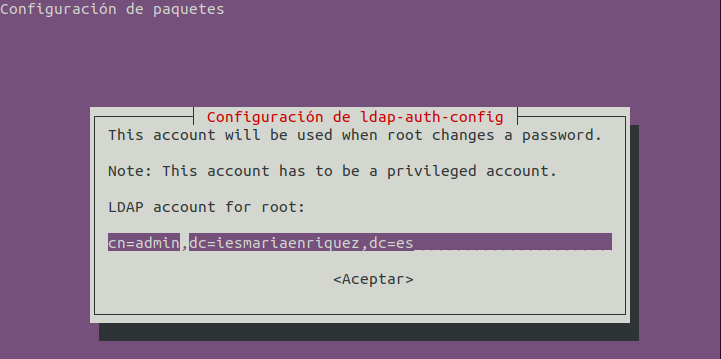 Configuración de paquetes
Configuración de ldap-auth-config
This account will be used when root changes a password.
Note: This account has to be a privileged account.
LDAP account for root:
cn=admin,dc=iesmariaenriquez,dc=es
<Aceptar>